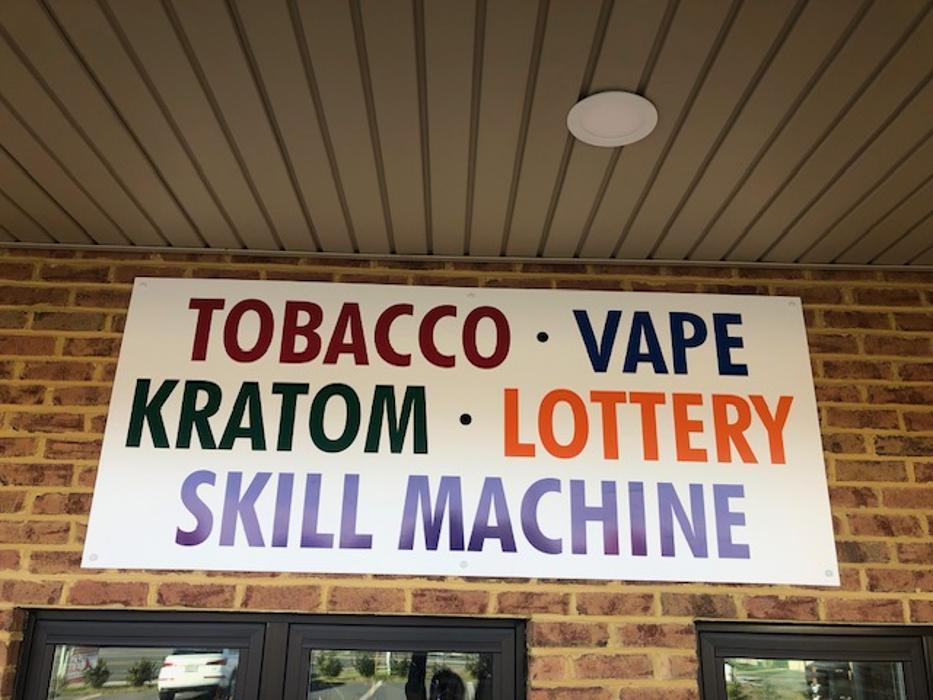 TOBACCO · VAPE
KRATOM · LOTTERY
SKILL MACHINE